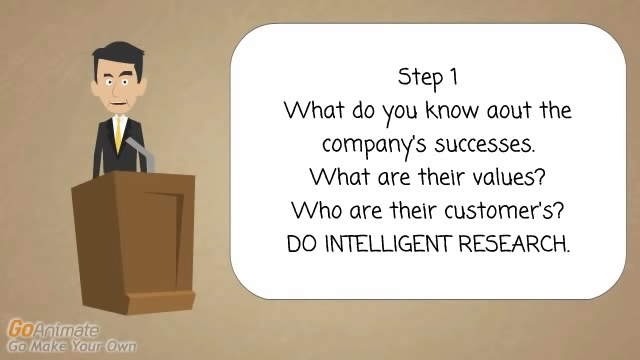 Step 1
What do you know aout the
company's successes.
What are their values?
Who are their customer's?
DO INTELLIGENT RESEARCH.
GoAnimate
Go Make Your Own